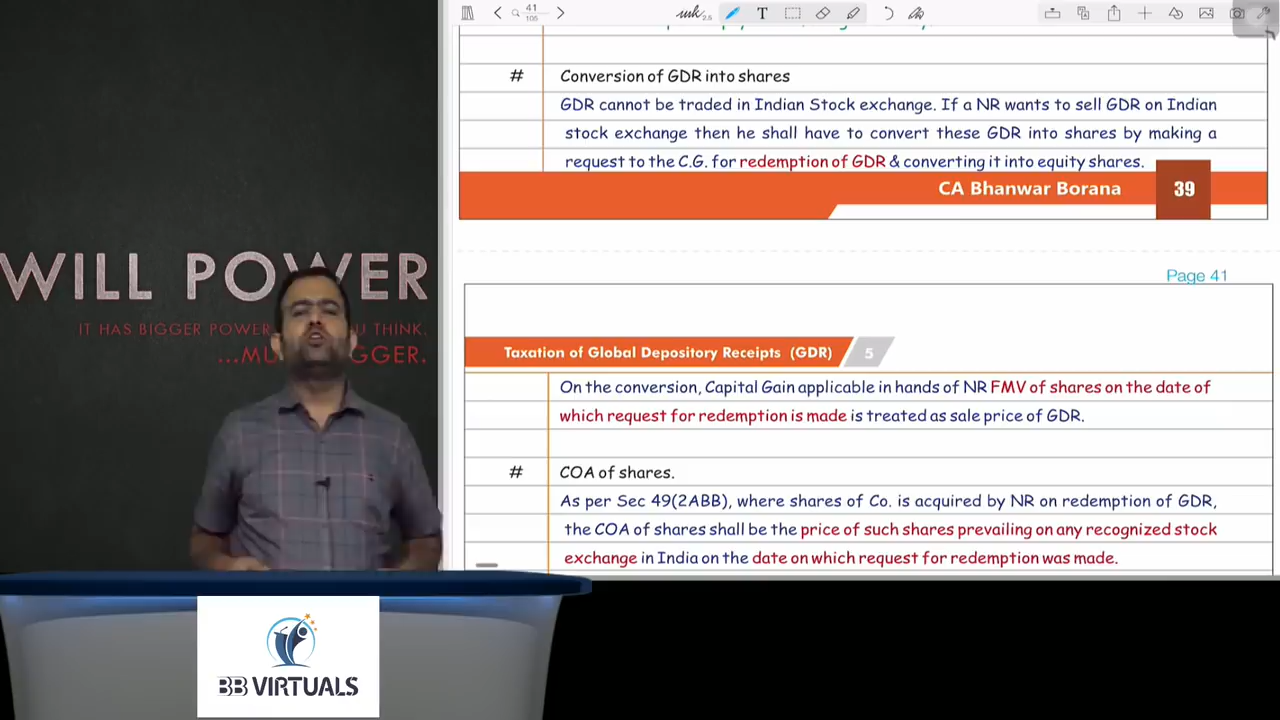 41
105
2.5
T
# Conversion of GDR into shares
GDR cannot be traded in Indian Stock exchange. If a NR wants to sell GDR on Indian
stock exchange then he shall have to convert these GDR into shares by making a
request to the C.G. for redemption of GDR & converting it into equity shares.
CA Bhanwar Borana 39
Page 41
Taxation of Global Depository Receipts (GDR) 5
On the conversion, Capital Gain applicable in hands of NR FMV of shares on the date of
which request for redemption is made is treated as sale price of GDR.
# COA of shares.
As per Sec 49(2ABB), where shares of Co. is acquired by NR on redemption of GDR,
the COA of shares shall be the price of such shares prevailing on any recognized stock
exchange in India on the date on which request for redemption was made.
WILL POWER
IT HAS BIGGER POWER THINK.
BB VIRTUALS